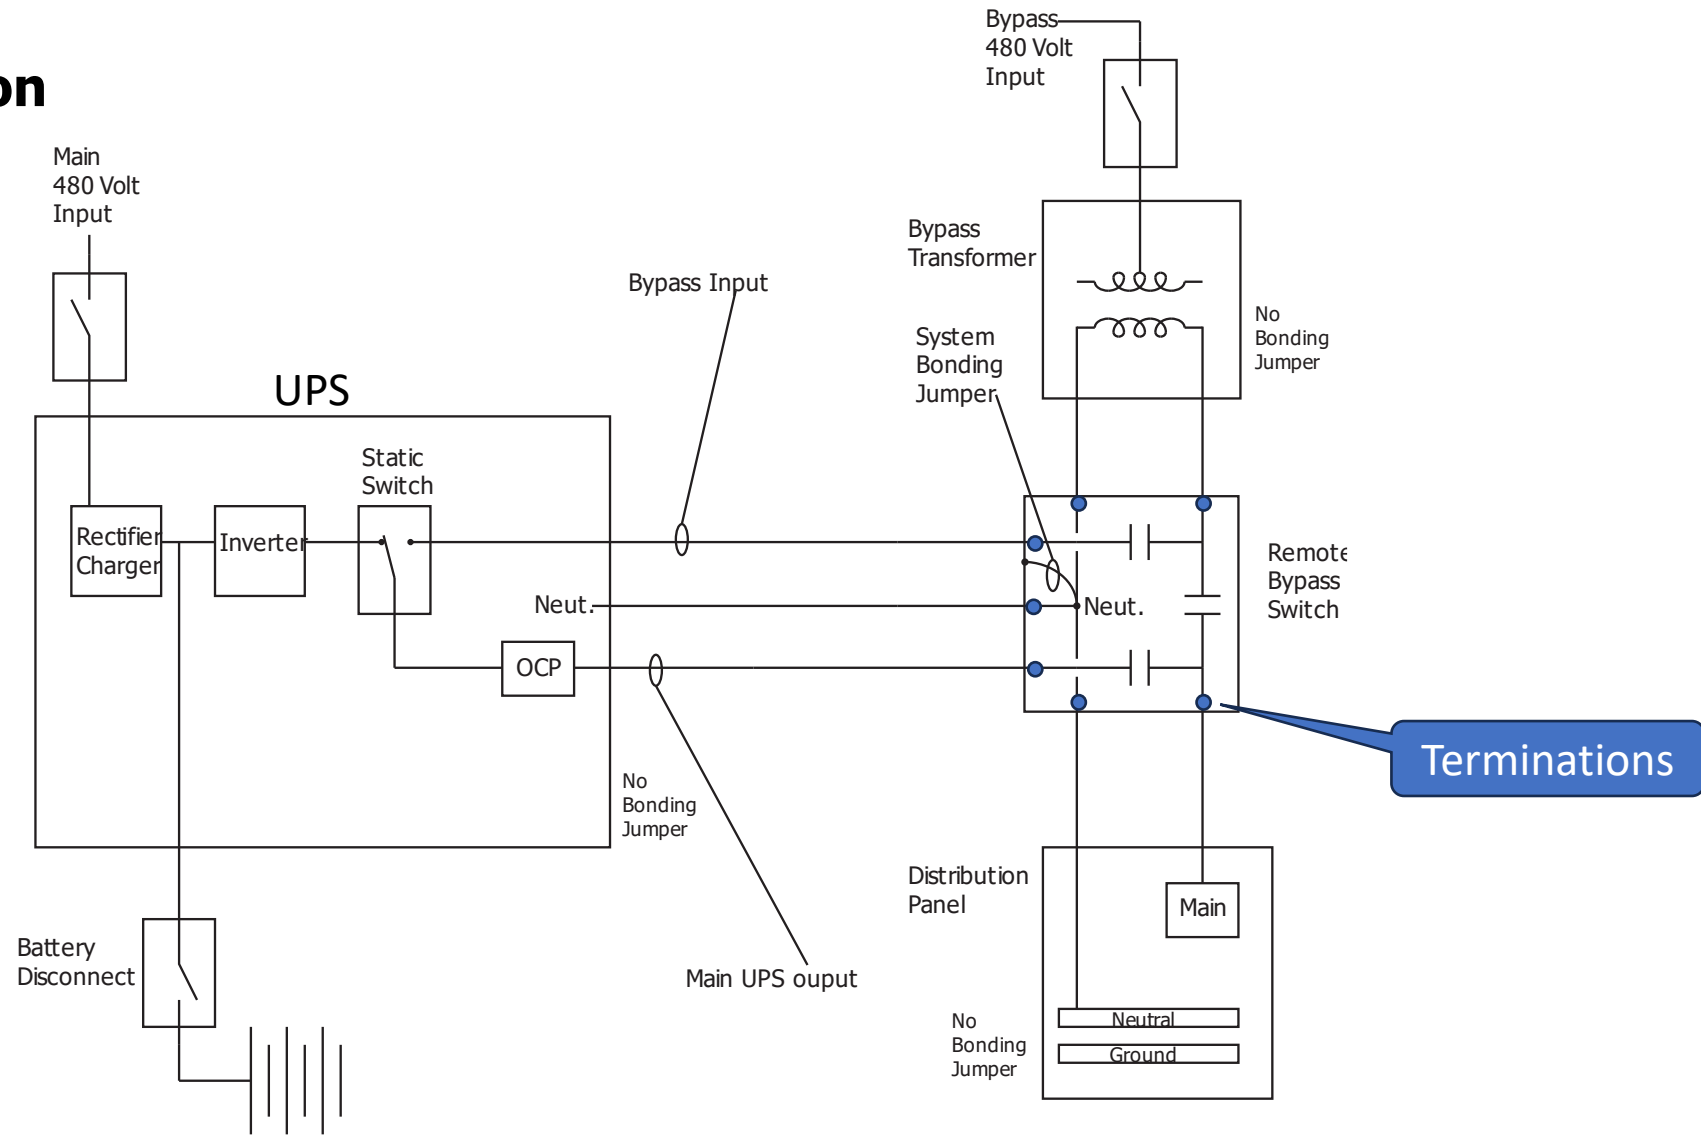 on
Bypass
480 Volt
Input
Main
480 Volt
Input
Bypass
Transformer
Bypass Input
No
Bonding
Jumper
System
Bonding
Jumper
UPS
Static
Switch
Rectifier
Charger
Inverter
Remote
Bypass
Switch
Neut.
Neut.
OCP
Terminations
No
Bonding
Jumper
Distribution
Panel
Main
Battery
Disconnect
Main UPS ouput
No
Bonding
Jumper
Neutral
Ground